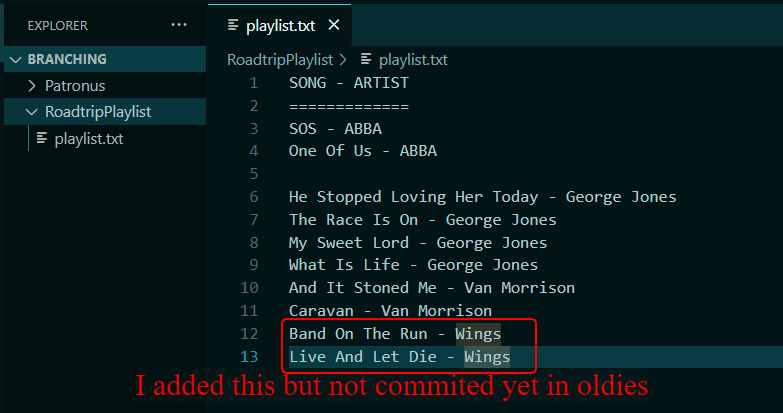 EXPLORER
···
playlist.txt ×
BRANCHING
Patronus
RoadtripPlaylist
playlist.txt
RoadtripPlaylist > playlist.txt
1 SONG - ARTIST
2 =============
3 SOS - ABBA
4 One Of Us - ABBA
5
6 He Stopped Loving Her Today - George Jones
7 The Race Is On - George Jones
8 My Sweet Lord - George Jones
9 What Is Life - George Jones
10 And It Stoned Me - Van Morrison
11 Caravan - Van Morrison
12 Band On The Run - Wings
13 Live And Let Die - Wings
I added this but not commited yet in oldies